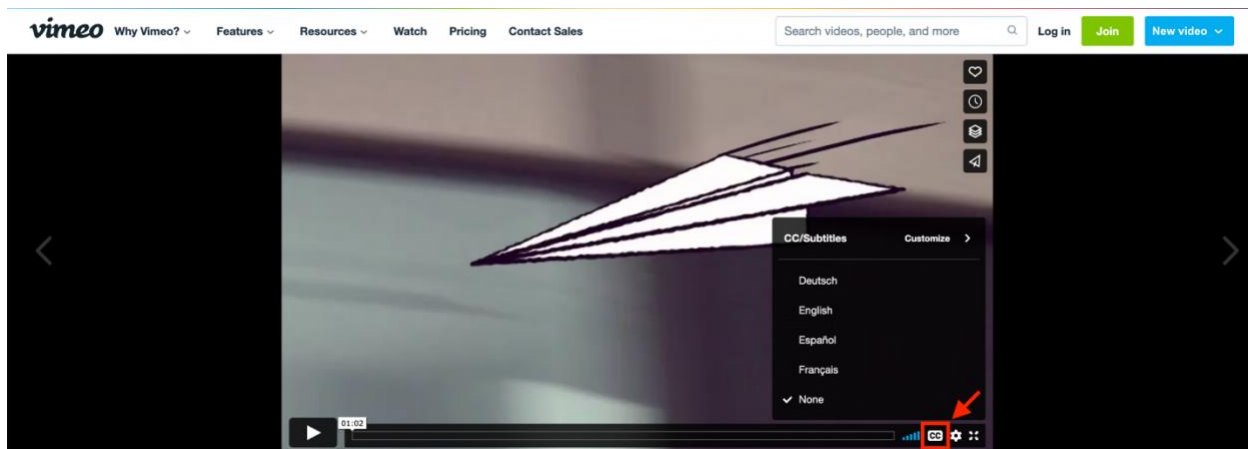 vimeo Why Vimeo? Features Resources Watch Pricing Contact Sales Search videos, people, and more Log in Join New video
CC/Subtitles Customize
Deutsch
English
Español
Français
None
01:02 CC